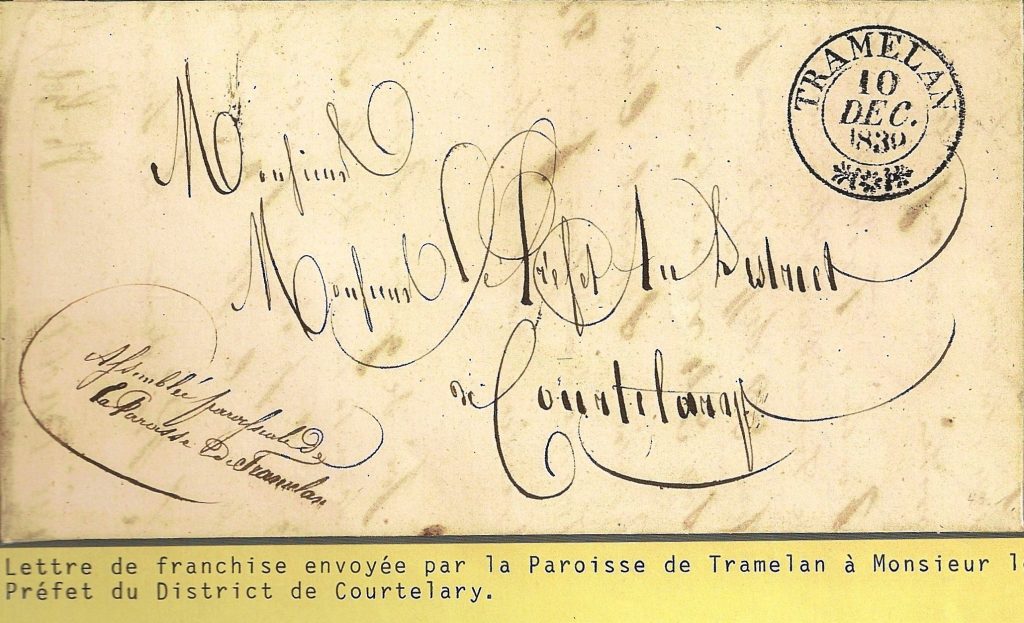 TRAMELAN
10
DEC.
1839
Monsieur
Monsieur Le Préfet du District
de Courtelary
Assemblée paroissiale de
la Paroisse de Tramelan
Lettre de franchise envoyée par la Paroisse de Tramelan à Monsieur l
Préfet du District de Courtelary.